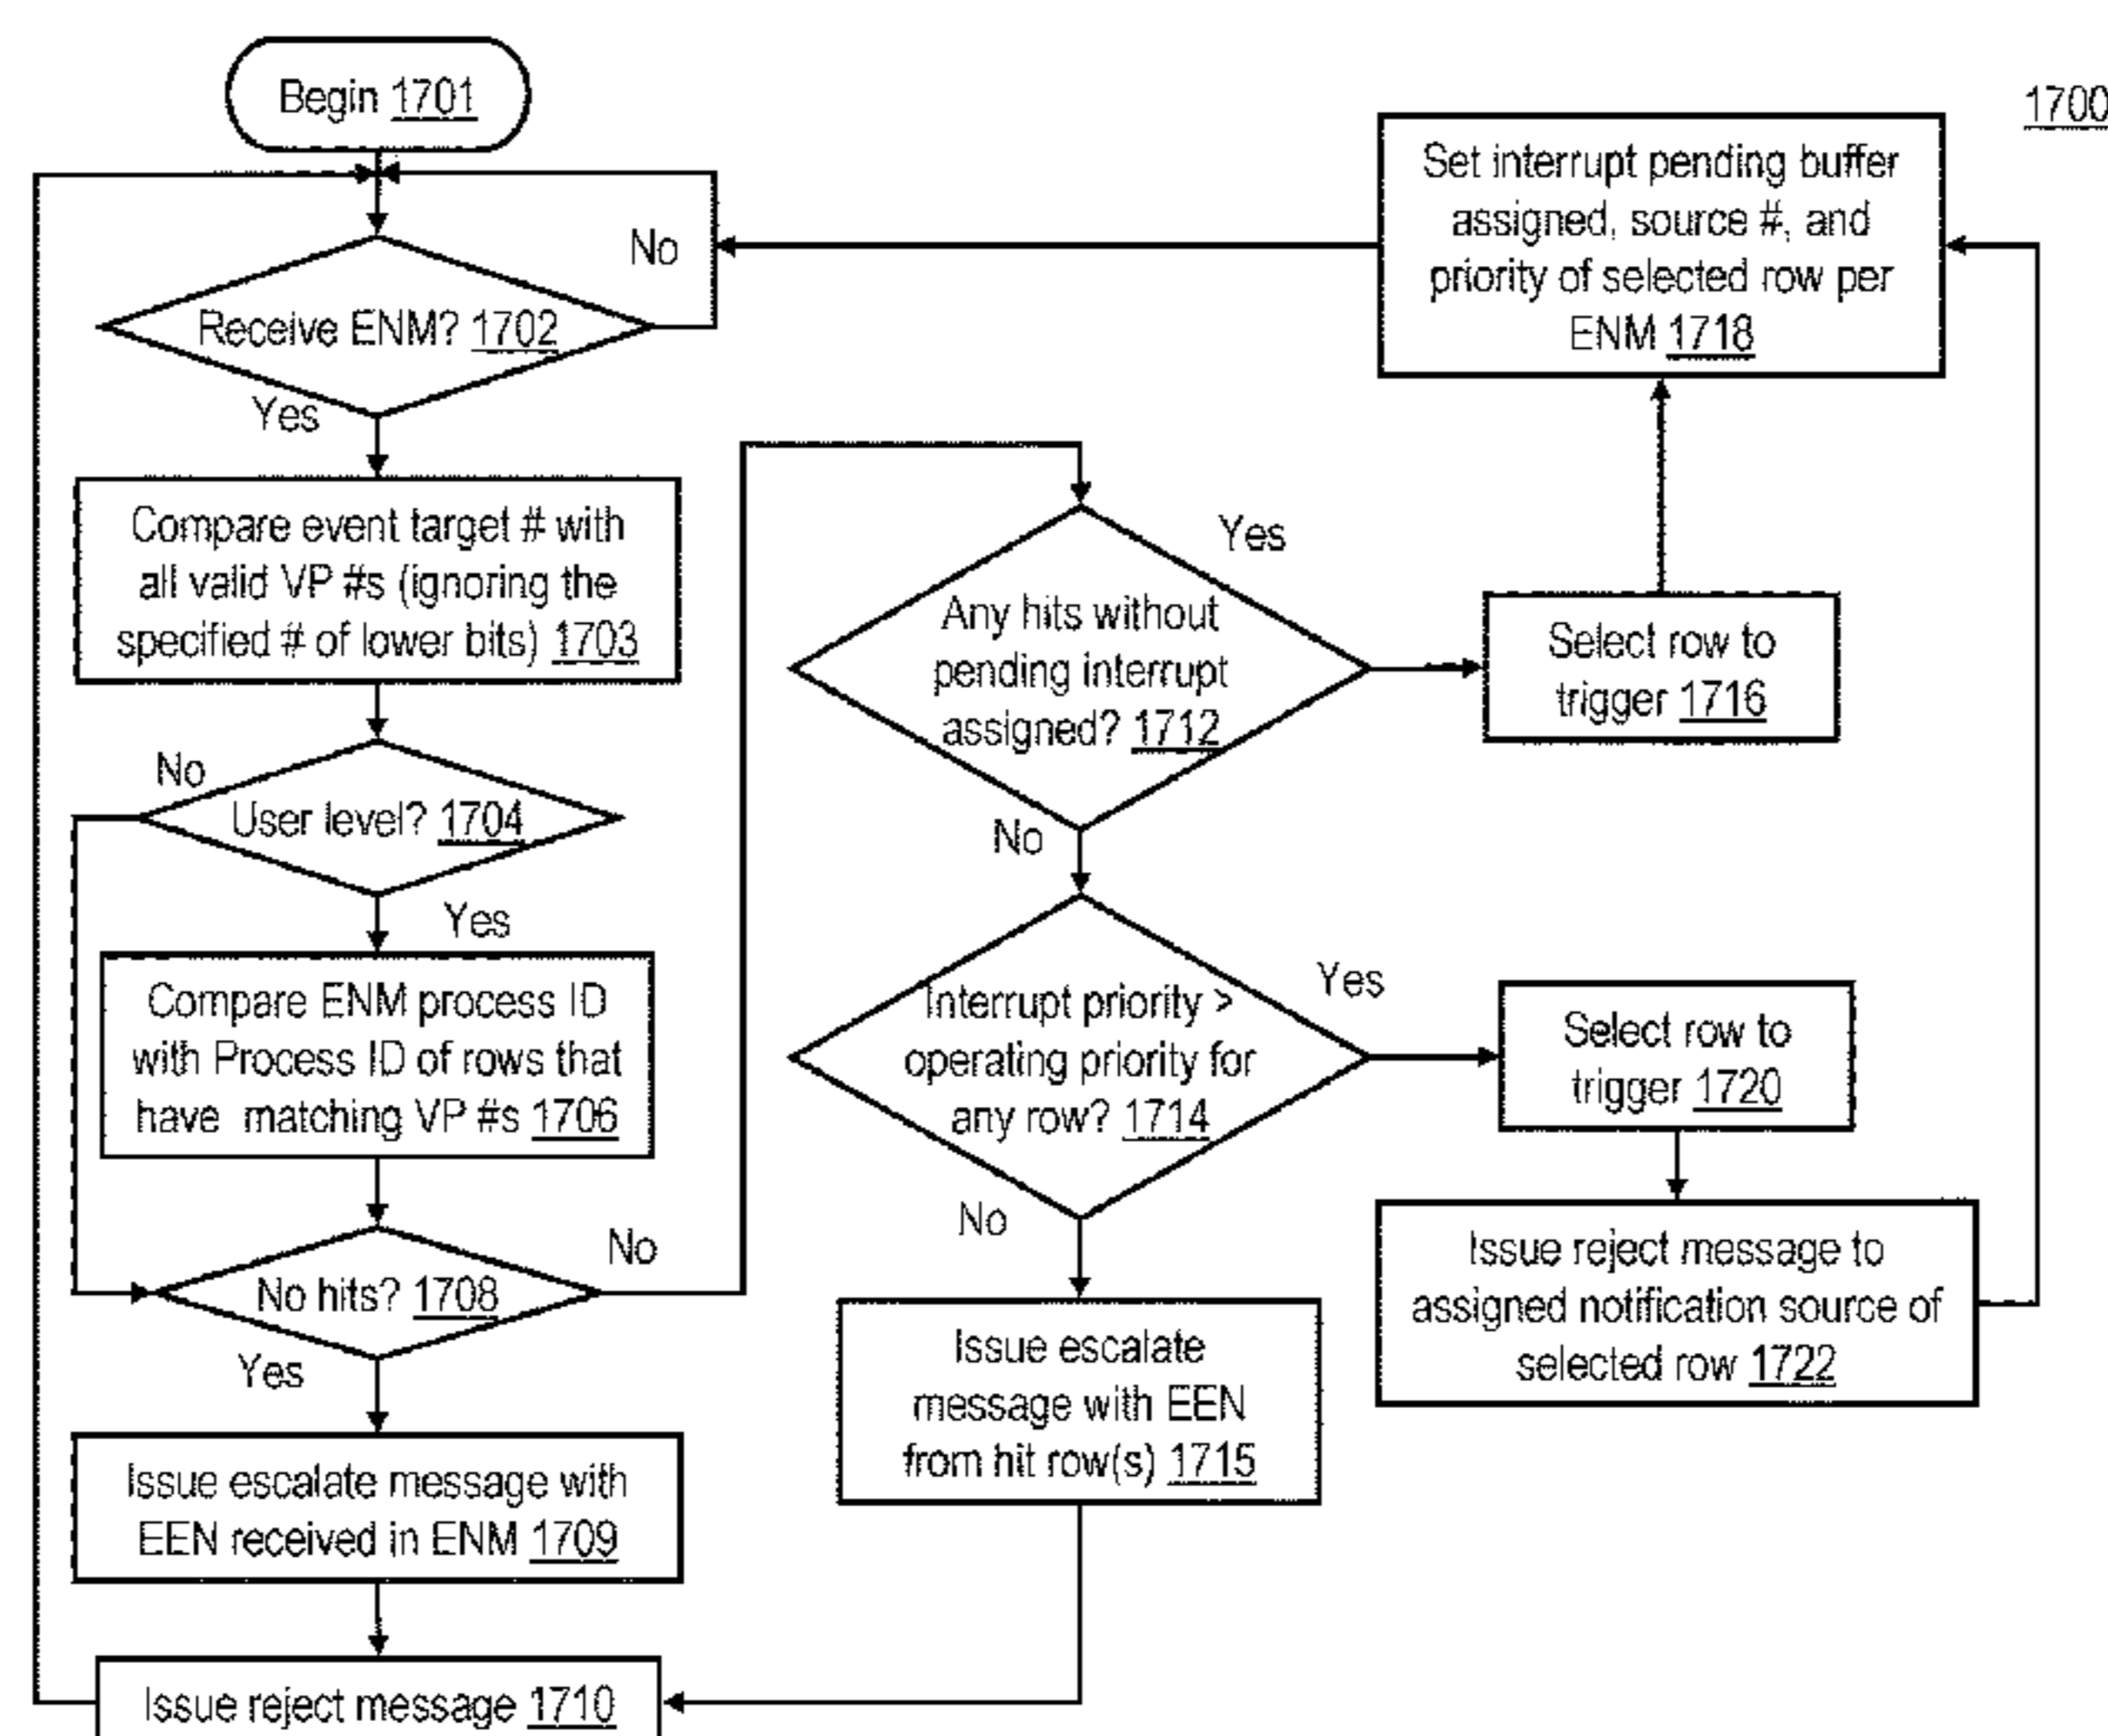 Begin 1701
1700
Receive ENM? 1702
No
Yes
Compare event target # with
all valid VP #s (ignoring the
specified # of lower bits) 1703
No
User level? 1704
Yes
Compare ENM process ID
with Process ID of rows that
have matching VP #s 1706
No hits? 1708
No
Yes
Issue escalate message with
EEN received in ENM 1709
Issue reject message 1710
Any hits without
pending interrupt
assigned? 1712
Yes
No
Select row to
trigger 1716
Set interrupt pending buffer
assigned, source #, and
priority of selected row per
ENM 1718
Interrupt priority >
operating priority for
any row? 1714
Yes
No
Select row to
trigger 1720
Issue reject message to
assigned notification source of
selected row 1722
Issue escalate
message with EEN
from hit row(s) 1715